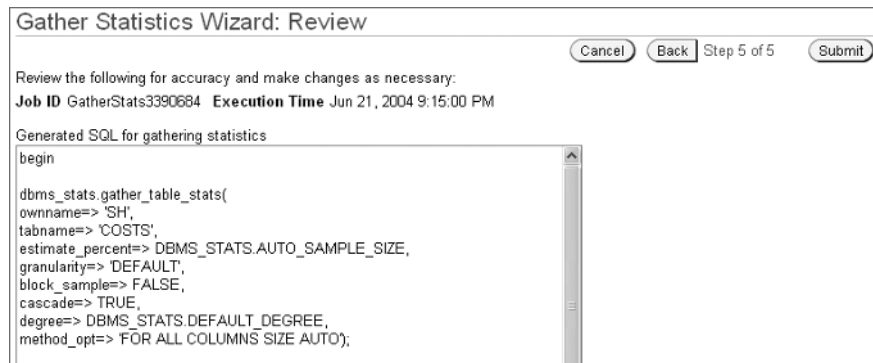 Gather Statistics Wizard: Review
Cancel Back Step 5 of 5 Submit
Review the following for accuracy and make changes as necessary:
Job ID GatherStats3390684 Execution Time Jun 21, 2004 9:15:00 PM
Generated SQL for gathering statistics
begin
dbms_stats.gather_table_stats(
ownname=> 'SH',
tabname=> 'COSTS',
estimate_percent=> DBMS_STATS.AUTO_SAMPLE_SIZE,
granularity=> 'DEFAULT',
block_sample=> FALSE,
cascade=> TRUE,
degree=> DBMS_STATS.DEFAULT_DEGREE,
method_opt=> 'FOR ALL COLUMNS SIZE AUTO');